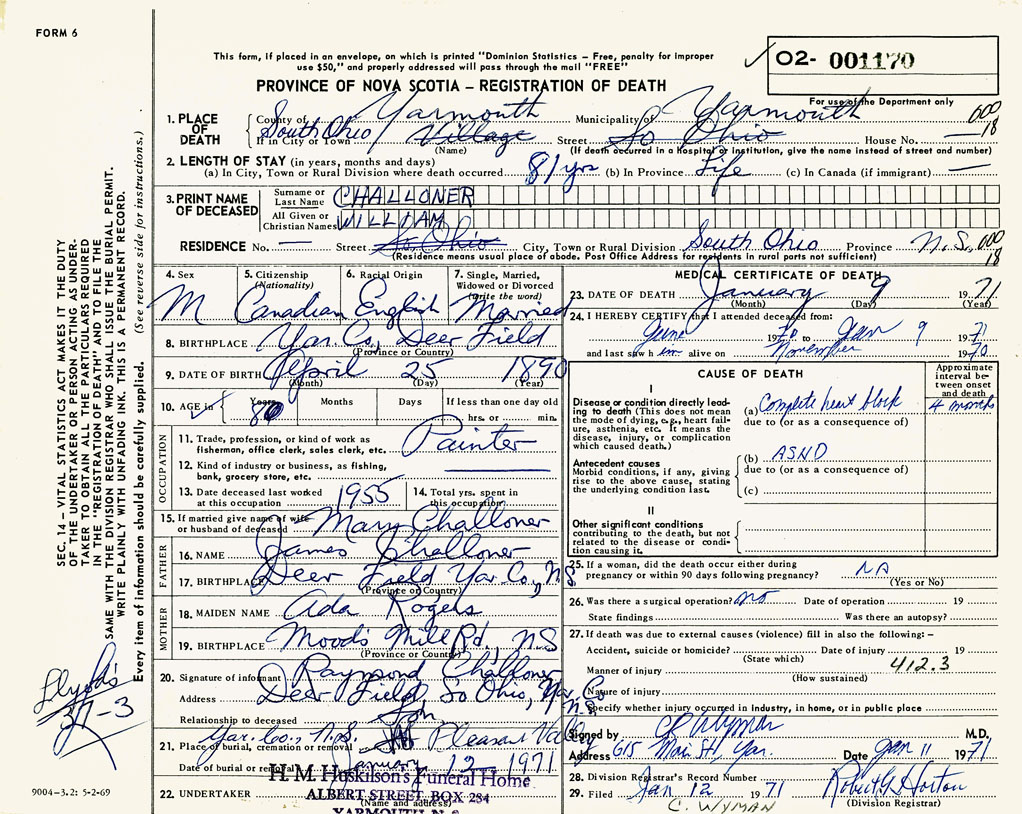 FORM 6
This form, if placed in an envelope, on which is printed "Dominion Statistics – Free, penalty for improper
use $50," and properly addressed will pass through the mail "FREE"
O2- 001170
PROVINCE OF NOVA SCOTIA – REGISTRATION OF DEATH
For use of the Department only
1. PLACE OF DEATH
County of Yarmouth Municipality of Yarmouth 000
18
If in City or Town South Ohio Village Street So Ohio House No. —
(Name) (If death occurred in a Hospital or Institution, give the name instead of street and number)
2. LENGTH OF STAY (in years, months and days)
(a) In City, Town or Rural Division where death occurred 81 yrs (b) In Province Life (c) In Canada (if immigrant) —
3. PRINT NAME OF DECEASED
Surname or Last Name CHALLONER
All Given or Christian Names WILLIAM
RESIDENCE No. — Street So. Ohio City, Town or Rural Division South Ohio Province N.S. 000
18
(Residence means usual place of abode. Post Office Address for residents in rural parts not sufficient)
4. Sex M
5. Citizenship (Nationality) Canadian
6. Racial Origin English
7. Single, Married, Widowed or Divorced (write the word) Married
8. BIRTHPLACE Yar. Co., Deer Field
(Province or Country)
9. DATE OF BIRTH April 25 1890
(Month) (Day) (Year)
10. AGE in Years 80 Months Days If less than one day old
hrs. or min.
OCCUPATION
11. Trade, profession, or kind of work as
fisherman, office clerk, sales clerk, etc. Painter
12. Kind of industry or business, as fishing,
bank, grocery store, etc.
13. Date deceased last worked
at this occupation 1955
14. Total yrs. spent in
this occupation
15. If married give name of wife
or husband of deceased Mary Challoner
FATHER
16. NAME James Challoner
17. BIRTHPLACE Deer Field Yar. Co., N.S.
(Province or Country)
MOTHER
18. MAIDEN NAME Ada Rogers
19. BIRTHPLACE Moods Mill Rd., N.S
(Province or Country)
20. Signature of informant Raymond Challoner
Address Deer Field, So Ohio, Yar. Co
N.S.
Relationship to deceased Son
21. Place of burial, cremation or removal Yar. Co., N.S. Pleasant Valley
Date of burial or removal January 12 – 1971
22. UNDERTAKER H. M. Huskilson's Funeral Home
(Name and address)
ALBERT STREET, BOX 284
YARMOUTH, N.S.
MEDICAL CERTIFICATE OF DEATH
23. DATE OF DEATH January 9 1971
(Month) (Day) (Year)
24. I HEREBY CERTIFY that I attended deceased from:
June 1970 to Jan 9 1971
and last saw him alive on November 1970
CAUSE OF DEATH
Approximate interval between onset and death
I
Disease or condition directly leading to death (This does not mean the mode of dying, e.g., heart failure, asthenia, etc. It means the disease, injury, or complication which caused death.)
(a) Complete heart block 4 months
due to (or as a consequence of)
Antecedent causes
Morbid conditions, if any, giving rise to the above cause, stating the underlying condition last.
(b) ASND
due to (or as a consequence of)
(c)
II
Other significant conditions
contributing to the death, but not related to the disease or condition causing it.
25. If a woman, did the death occur either during
pregnancy or within 90 days following pregnancy? NA
(Yes or No)
26. Was there a surgical operation? no Date of operation 19
State findings Was there an autopsy?
27. If death was due to external causes (violence) fill in also the following: –
Accident, suicide or homicide? Date of injury 19
(State which)
Manner of injury 412.3
(How sustained)
Nature of injury
Specify whether injury occurred in industry, in home, or in public place
Signed by CR Wyman M.D.
Address 615 Main St, Yar. Date Jan 11 1971
28. Division Registrar's Record Number
29. Filed Jan 12 1971 Robert G Horton
(Division Registrar)
C. WYMAN
SEC. 14 – VITAL STATISTICS ACT MAKES IT THE DUTY
OF THE UNDERTAKER OR PERSON ACTING AS UNDER-
TAKER TO OBTAIN ALL THE PARTICULARS REQUIRED
IN THE "REGISTRATION OF DEATH" AND TO FILE THE
SAME WITH THE DIVISION REGISTRAR WHO SHALL ISSUE THE BURIAL PERMIT.
WRITE PLAINLY WITH UNFADING INK. THIS IS A PERMANENT RECORD.
Every item of information should be carefully supplied. (See reverse side for instructions.)
9004-3.2: 5-2-69